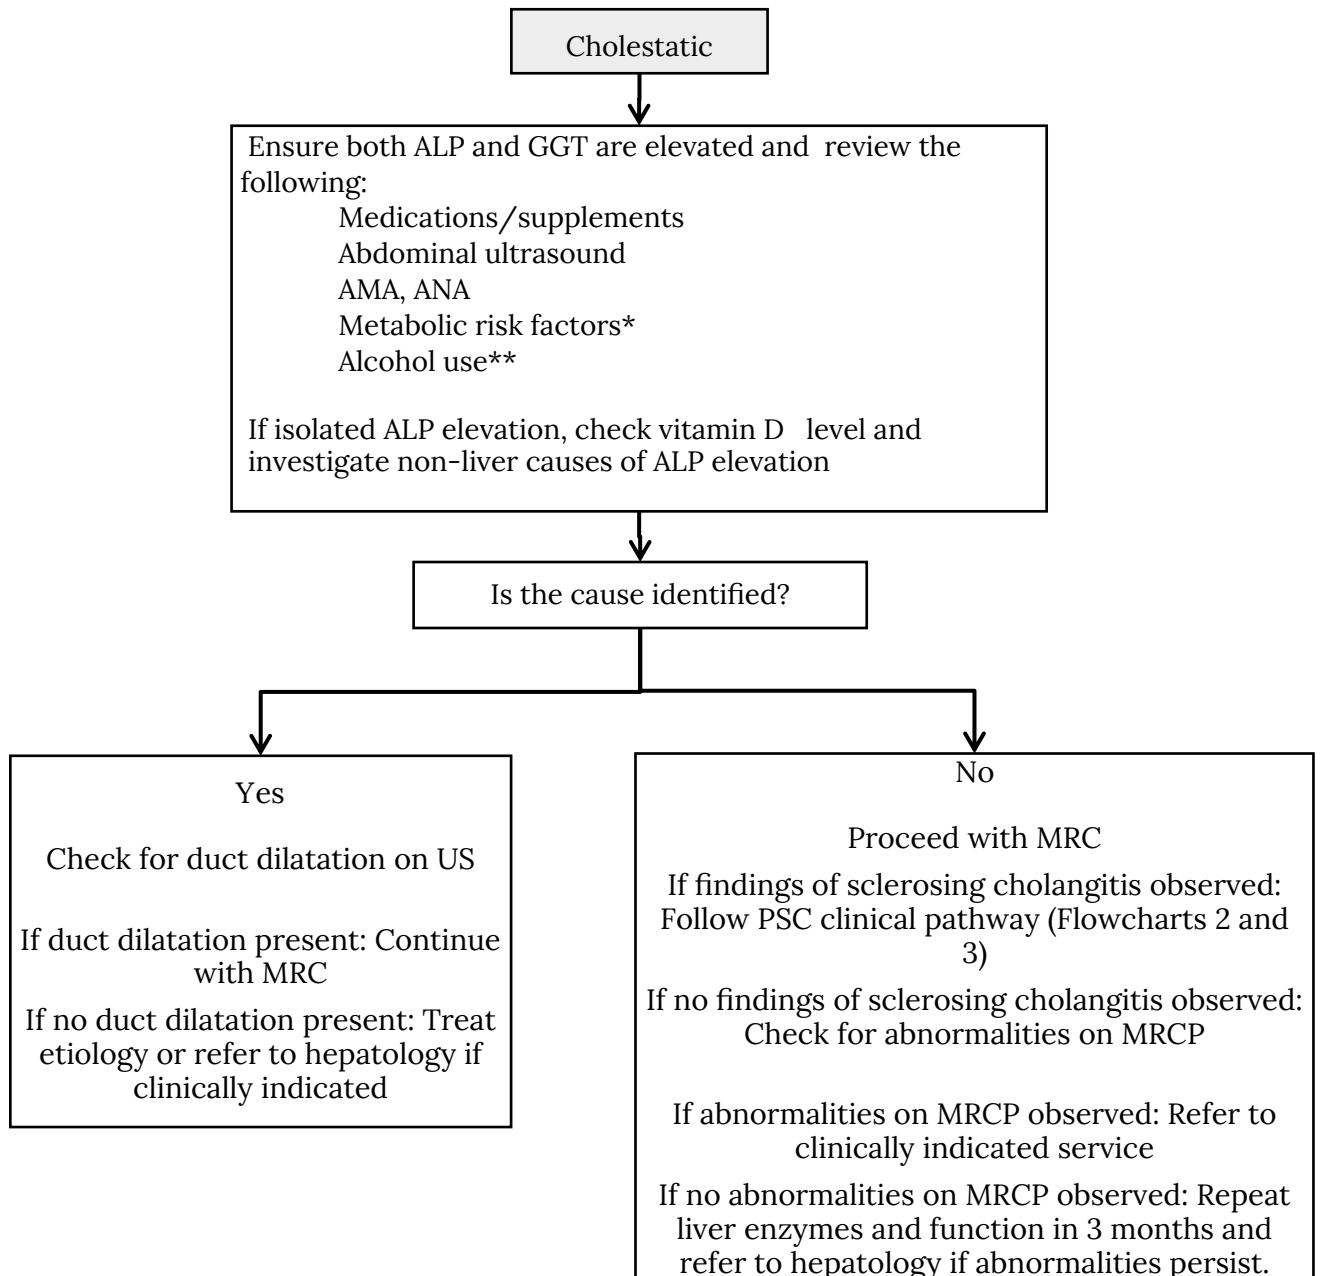 Cholestatic
Ensure both ALP and GGT are elevated and review the
following:
Medications/supplements
Abdominal ultrasound
AMA, ANA
Metabolic risk factors*
Alcohol use**
If isolated ALP elevation, check vitamin D level and
investigate non-liver causes of ALP elevation
Is the cause identified?
Yes
Check for duct dilatation on US
If duct dilatation present: Continue
with MRC
If no duct dilatation present: Treat
etiology or refer to hepatology if
clinically indicated
No
Proceed with MRC
If findings of sclerosing cholangitis observed:
Follow PSC clinical pathway (Flowcharts 2 and
3)
If no findings of sclerosing cholangitis observed:
Check for abnormalities on MRCP
If abnormalities on MRCP observed: Refer to
clinically indicated service
If no abnormalities on MRCP observed: Repeat
liver enzymes and function in 3 months and
refer to hepatology if abnormalities persist.